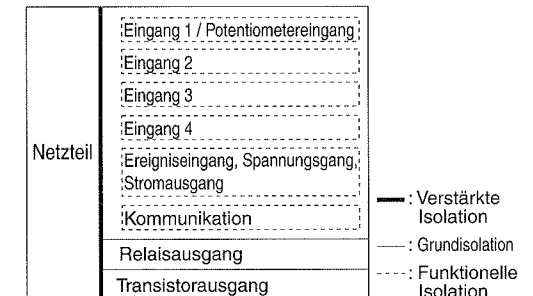 Eingang 1 / Potentiometereingang
Eingang 2
Eingang 3
Eingang 4
Netzteil
Ereigniseingang, Spannungsgang,
Stromausgang
Kommunikation
Relaisausgang
Transistorausgang
: Verstärkte
Isolation
: Grundisolation
: Funktionelle
Isolation